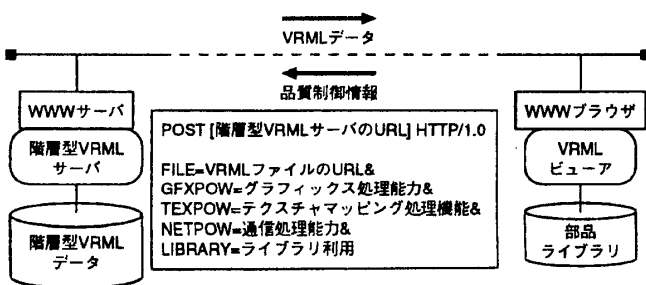 VRMLデータ
品質制御情報
WWWサーバ
階層型VRML
サーバ
階層型VRML
データ
POST [階層型VRMLサーバのURL] HTTP/1.0
FILE=VRMLファイルのURL&
GFXPOW=グラフィックス処理能力&
TEXPOW=テクスチャマッピング処理機能&
NETPOW=通信処理能力&
LIBRARY=ライブラリ利用
WWWブラウザ
VRML
ビューア
部品
ライブラリ